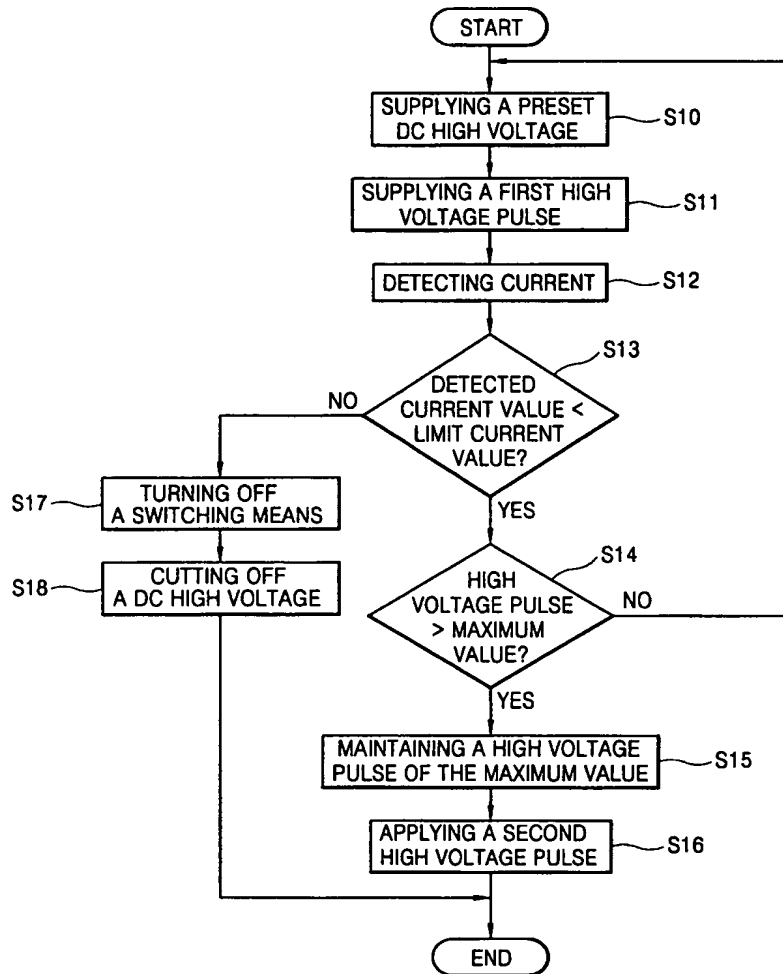 START
SUPPLYING A PRESET
DC HIGH VOLTAGE
S10
SUPPLYING A FIRST HIGH
VOLTAGE PULSE
S11
DETECTING CURRENT
S12
S13
DETECTED
CURRENT VALUE <
LIMIT CURRENT
VALUE?
NO
YES
S17
TURNING OFF
A SWITCHING MEANS
S18
CUTTING OFF
A DC HIGH VOLTAGE
S14
HIGH
VOLTAGE PULSE
> MAXIMUM
VALUE?
NO
YES
MAINTAINING A HIGH VOLTAGE
PULSE OF THE MAXIMUM VALUE
S15
APPLYING A SECOND
HIGH VOLTAGE PULSE
S16
END